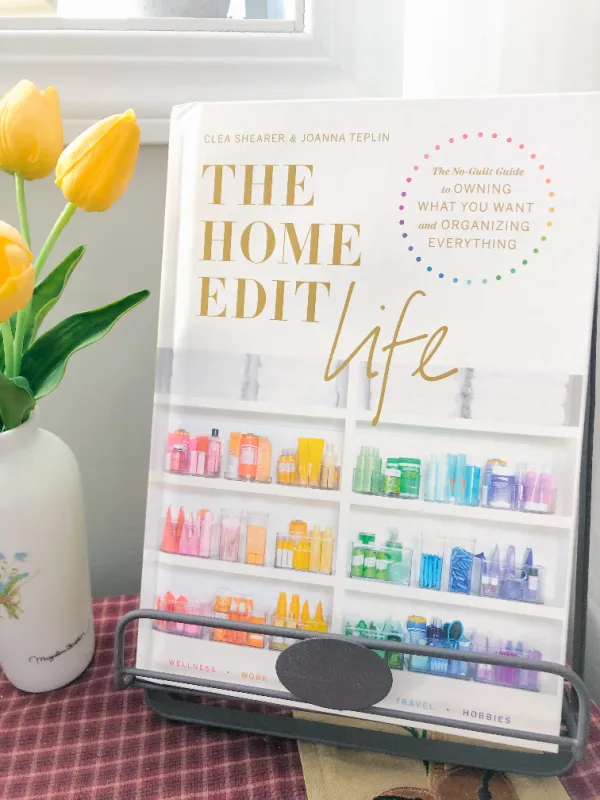 CLEA SHEARER & JOANNA TEPLIN
THE
HOME
EDIT
life
The No-Guilt Guide
to OWNING
WHAT YOU WANT
and ORGANIZING
EVERYTHING
WELLNESS • WORK
TRAVEL • HOBBIES